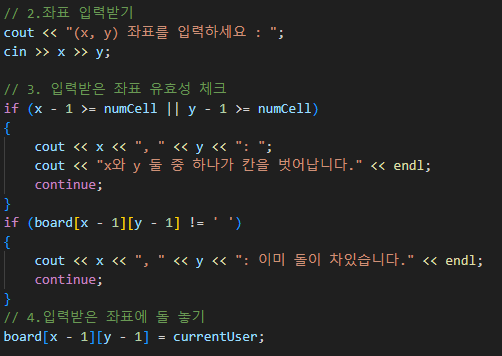 // 2.좌표 입력받기
cout << "(x, y) 좌표를 입력하세요 : ";
cin >> x >> y;
// 3. 입력받은 좌표 유효성 체크
if (x - 1 >= numCell || y - 1 >= numCell)
{
cout << x << ", " << y << ": ";
cout << "x와 y 둘 중 하나가 칸을 벗어납니다." << endl;
continue;
}
if (board[x - 1][y - 1] != ' ')
{
cout << x << ", " << y << ": 이미 돌이 차있습니다." << endl;
continue;
}
// 4.입력받은 좌표에 돌 놓기
board[x - 1][y - 1] = currentUser;